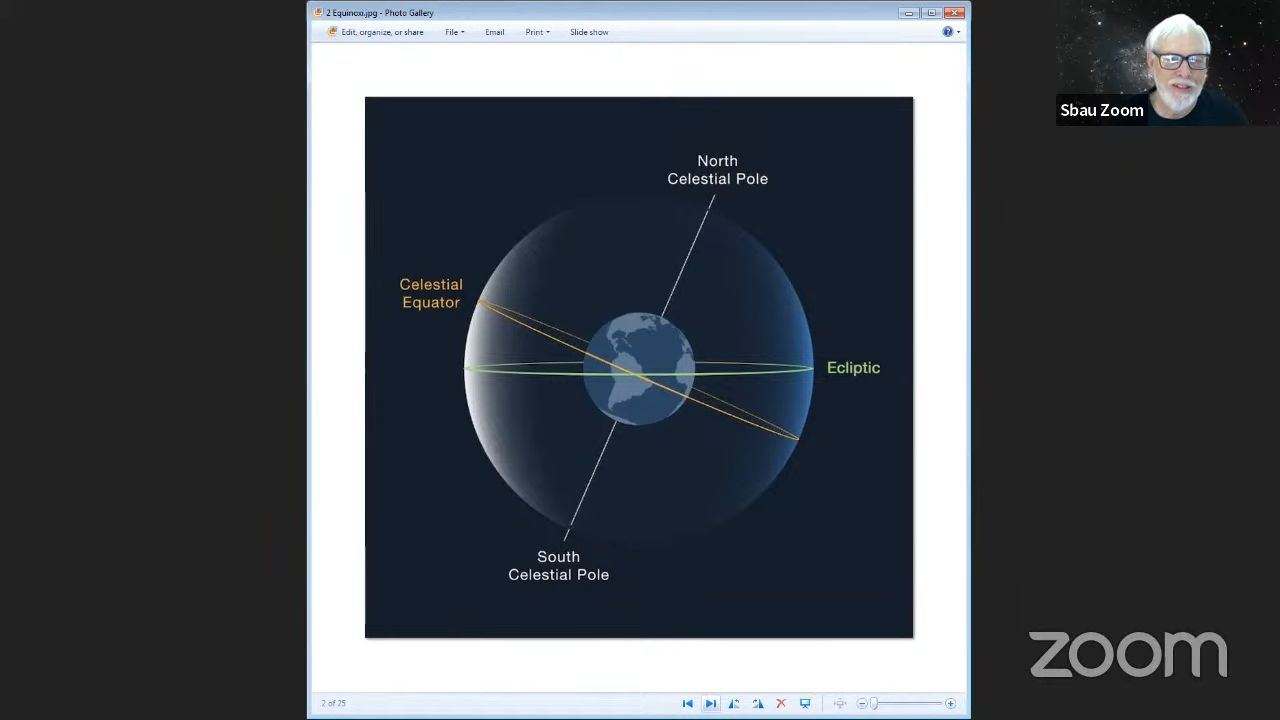 2 Equinoxi.jpg - Photo Gallery
Edit, organize, or share File Email Print Slide show
Sbau Zoom
North
Celestial Pole
Celestial
Equator
Ecliptic
South
Celestial Pole
zoom
2 of 25